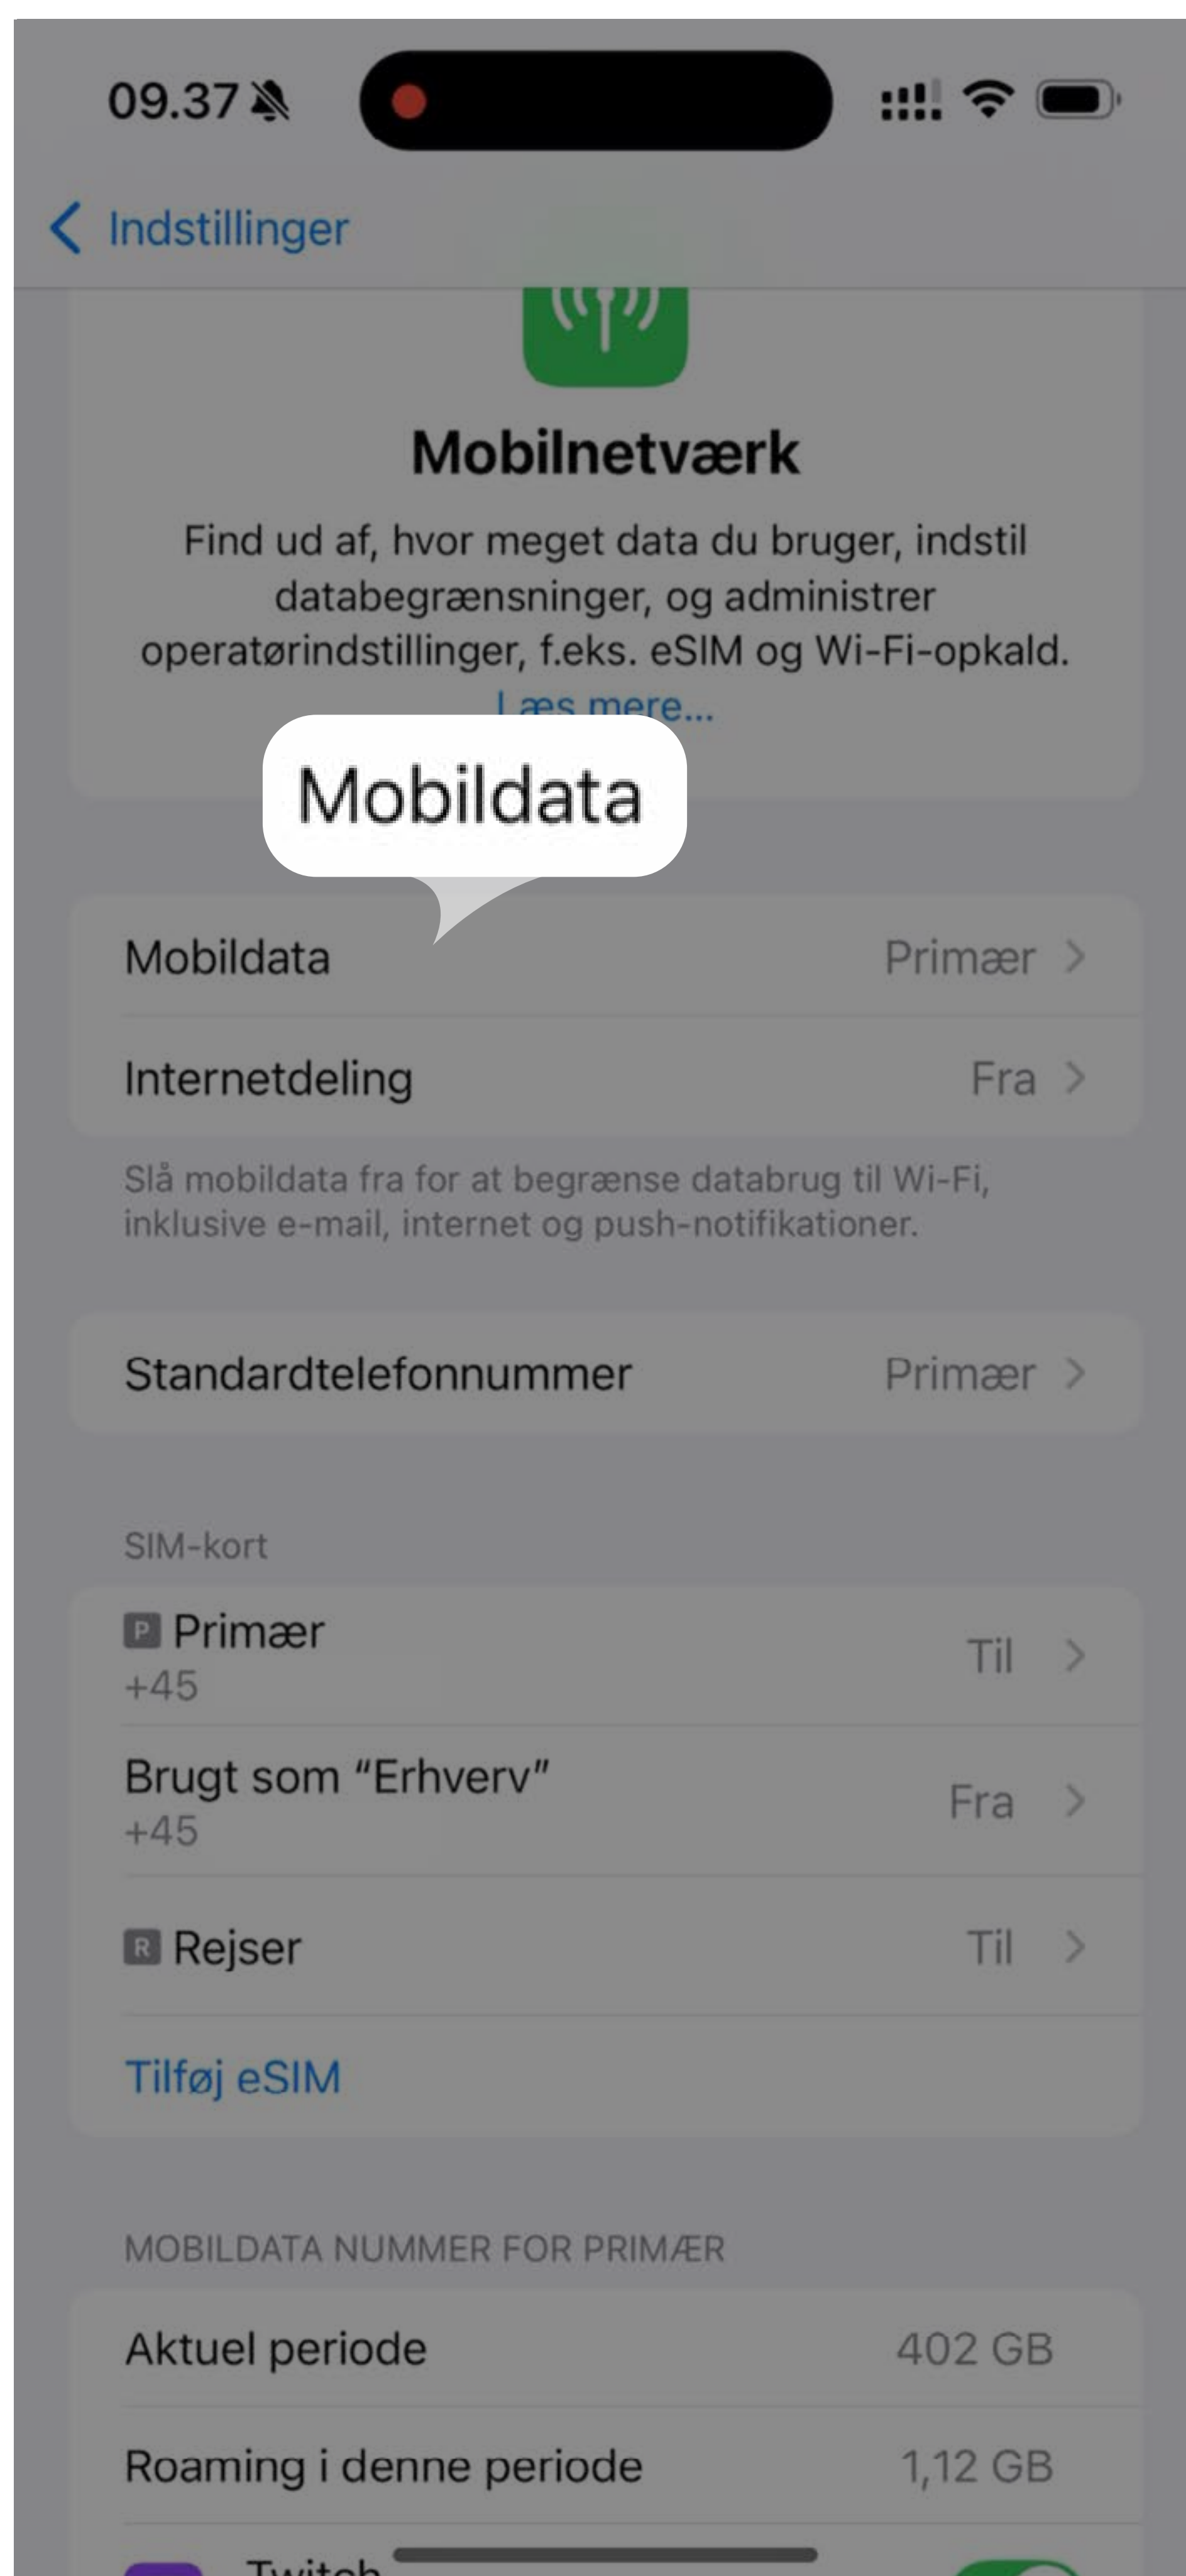 09.37
Indstillinger
Mobilnetværk
Find ud af, hvor meget data du bruger, indstil
databegrænsninger, og administrer
operatørindstillinger, f.eks. eSIM og Wi-Fi-opkald.
Læs mere...
Mobildata
Mobildata Primær
Internetdeling Fra
Slå mobildata fra for at begrænse databrug til Wi-Fi,
inklusive e-mail, internet og push-notifikationer.
Standardtelefonnummer Primær
SIM-kort
P Primær Til
+45
Brugt som “Erhverv” Fra
+45
R Rejser Til
Tilføj eSIM
MOBILDATA NUMMER FOR PRIMÆR
Aktuel periode 402 GB
Roaming i denne periode 1,12 GB
Twitch